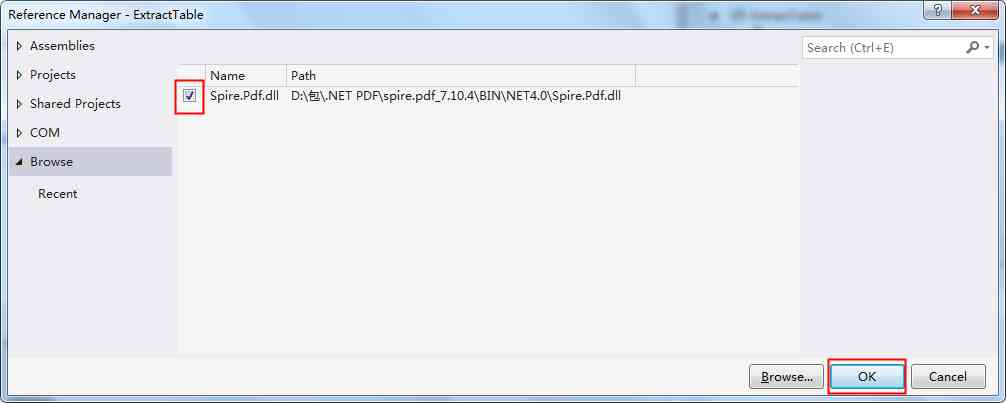 Reference Manager - ExtractTable
Assemblies
Projects
Shared Projects
COM
Browse
Recent
Name Path
Spire.Pdf.dll D:\包\.NET PDF\spire.pdf_7.10.4\BIN\NET4.0\Spire.Pdf.dll
Search (Ctrl+E)
Browse... OK Cancel